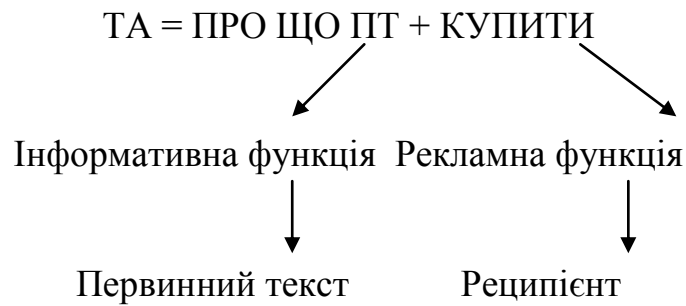 ТА = ПРО ЩО ПТ + КУПИТИ
Інформативна функція Рекламна функція
Первинний текст Реципієнт